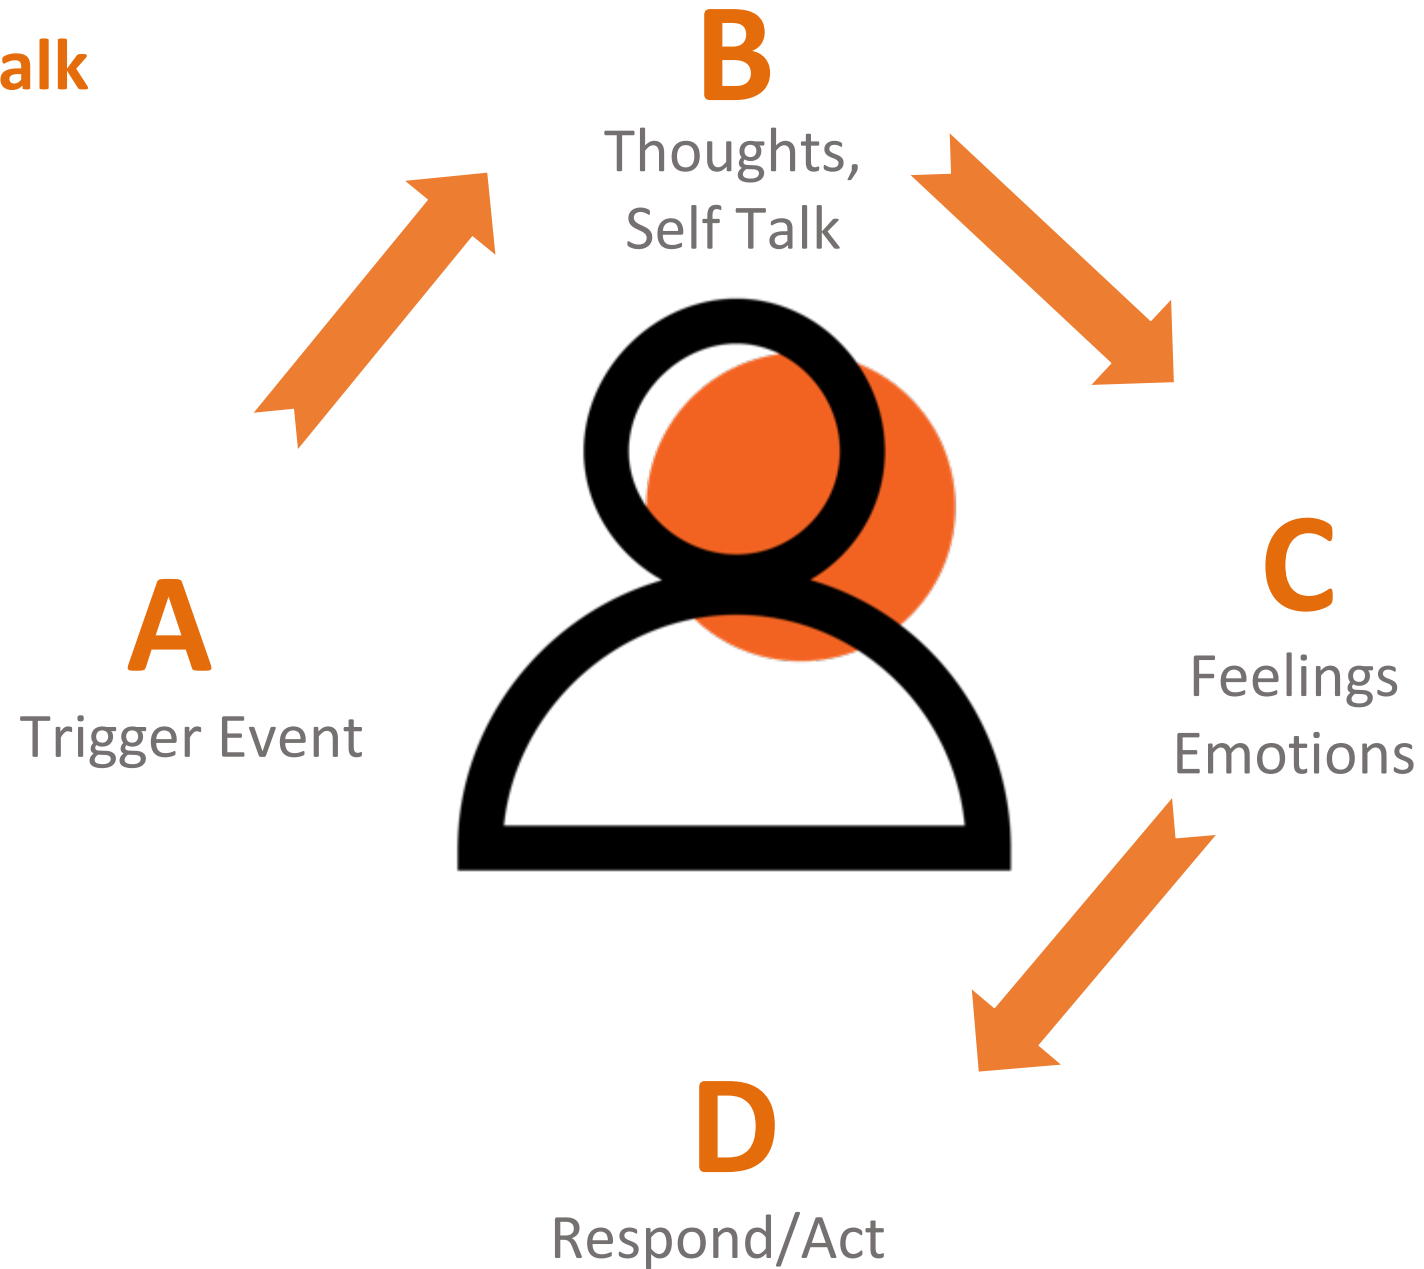 alk
B
Thoughts,
Self Talk
A
Trigger Event
C
Feelings
Emotions
D
Respond/Act